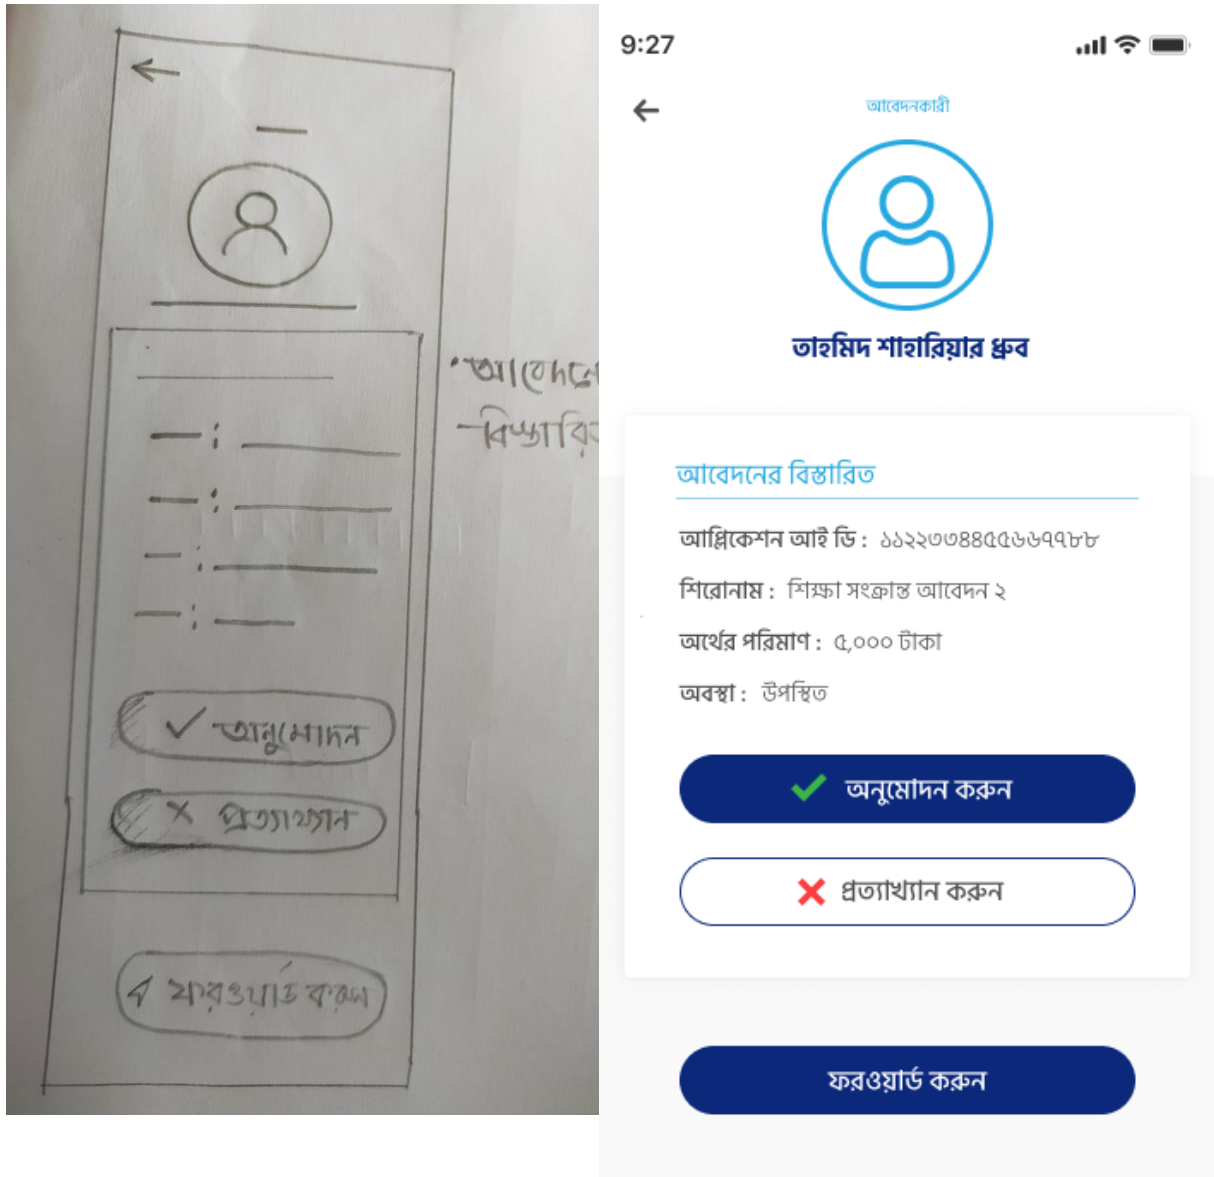 • আবেদনে
- বিস্তারি
✓ অনুমোদন
× প্রত্যাখ্যান
ফরওয়ার্ড করুন
9:27
আবেদনকারী
তাহমিদ শাহারিয়ার ধ্রুব
আবেদনের বিস্তারিত
আপ্লিকেশন আই ডি : ১১২২৩৩৪৪৫৫৬৬৭৭৮৮
শিরোনাম : শিক্ষা সংক্রান্ত আবেদন ২
অর্থের পরিমাণ : ৫,০০০ টাকা
অবস্থা : উপস্থিত
অনুমোদন করুন
প্রত্যাখ্যান করুন
ফরওয়ার্ড করুন